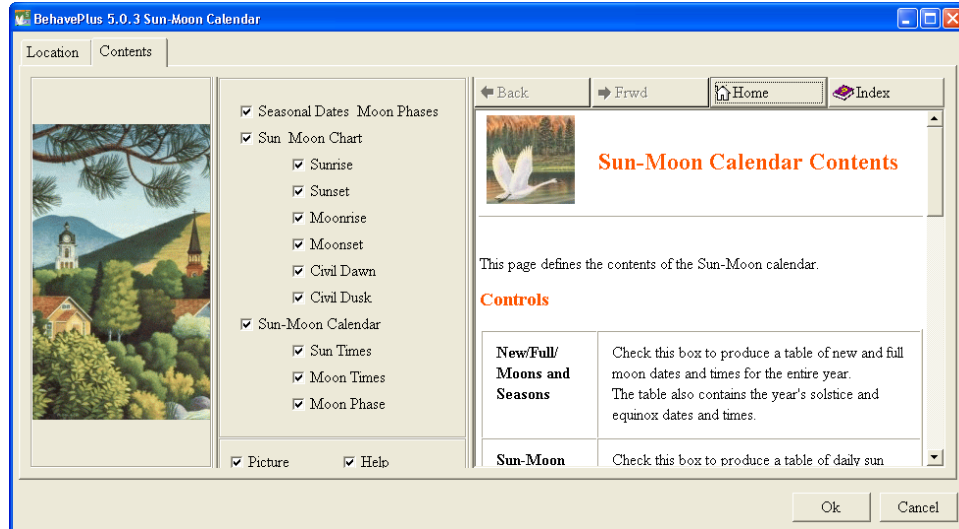 BehavePlus 5.0.3 Sun-Moon Calendar
Location Contents
Seasonal Dates Moon Phases
Sun Moon Chart
Sunrise
Sunset
Moonrise
Moonset
Civil Dawn
Civil Dusk
Sun-Moon Calendar
Sun Times
Moon Times
Moon Phase
Picture Help
Back Frwd Home Index
Sun-Moon Calendar Contents
This page defines the contents of the Sun-Moon calendar.
Controls
New/Full/
Moons and
Seasons
Check this box to produce a table of new and full
moon dates and times for the entire year.
The table also contains the year's solstice and
equinox dates and times.
Sun-Moon
Check this box to produce a table of daily sun
Ok Cancel